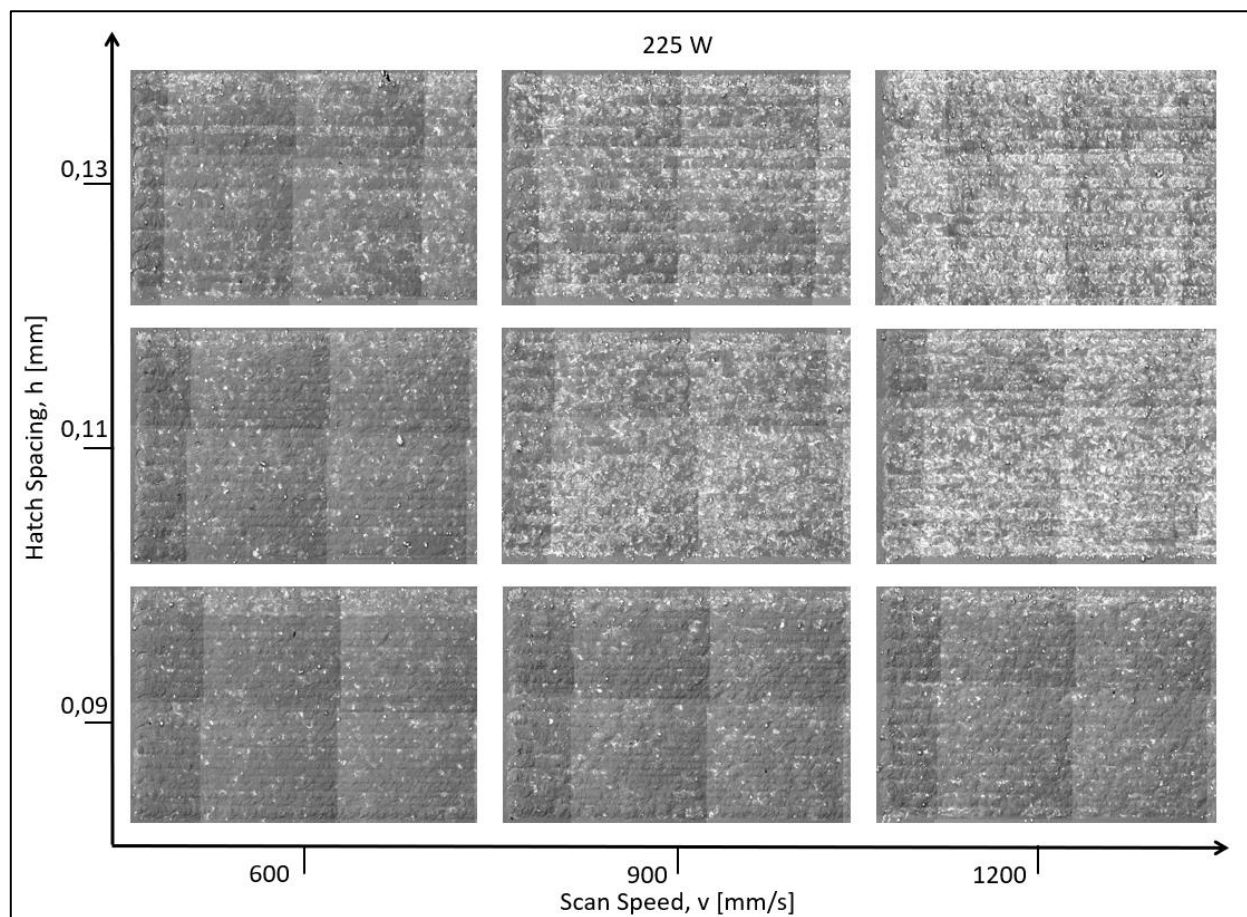 225 W
0,13
0,11
0,09
Hatch Spacing, h [mm]
600
900
1200
Scan Speed, v [mm/s]